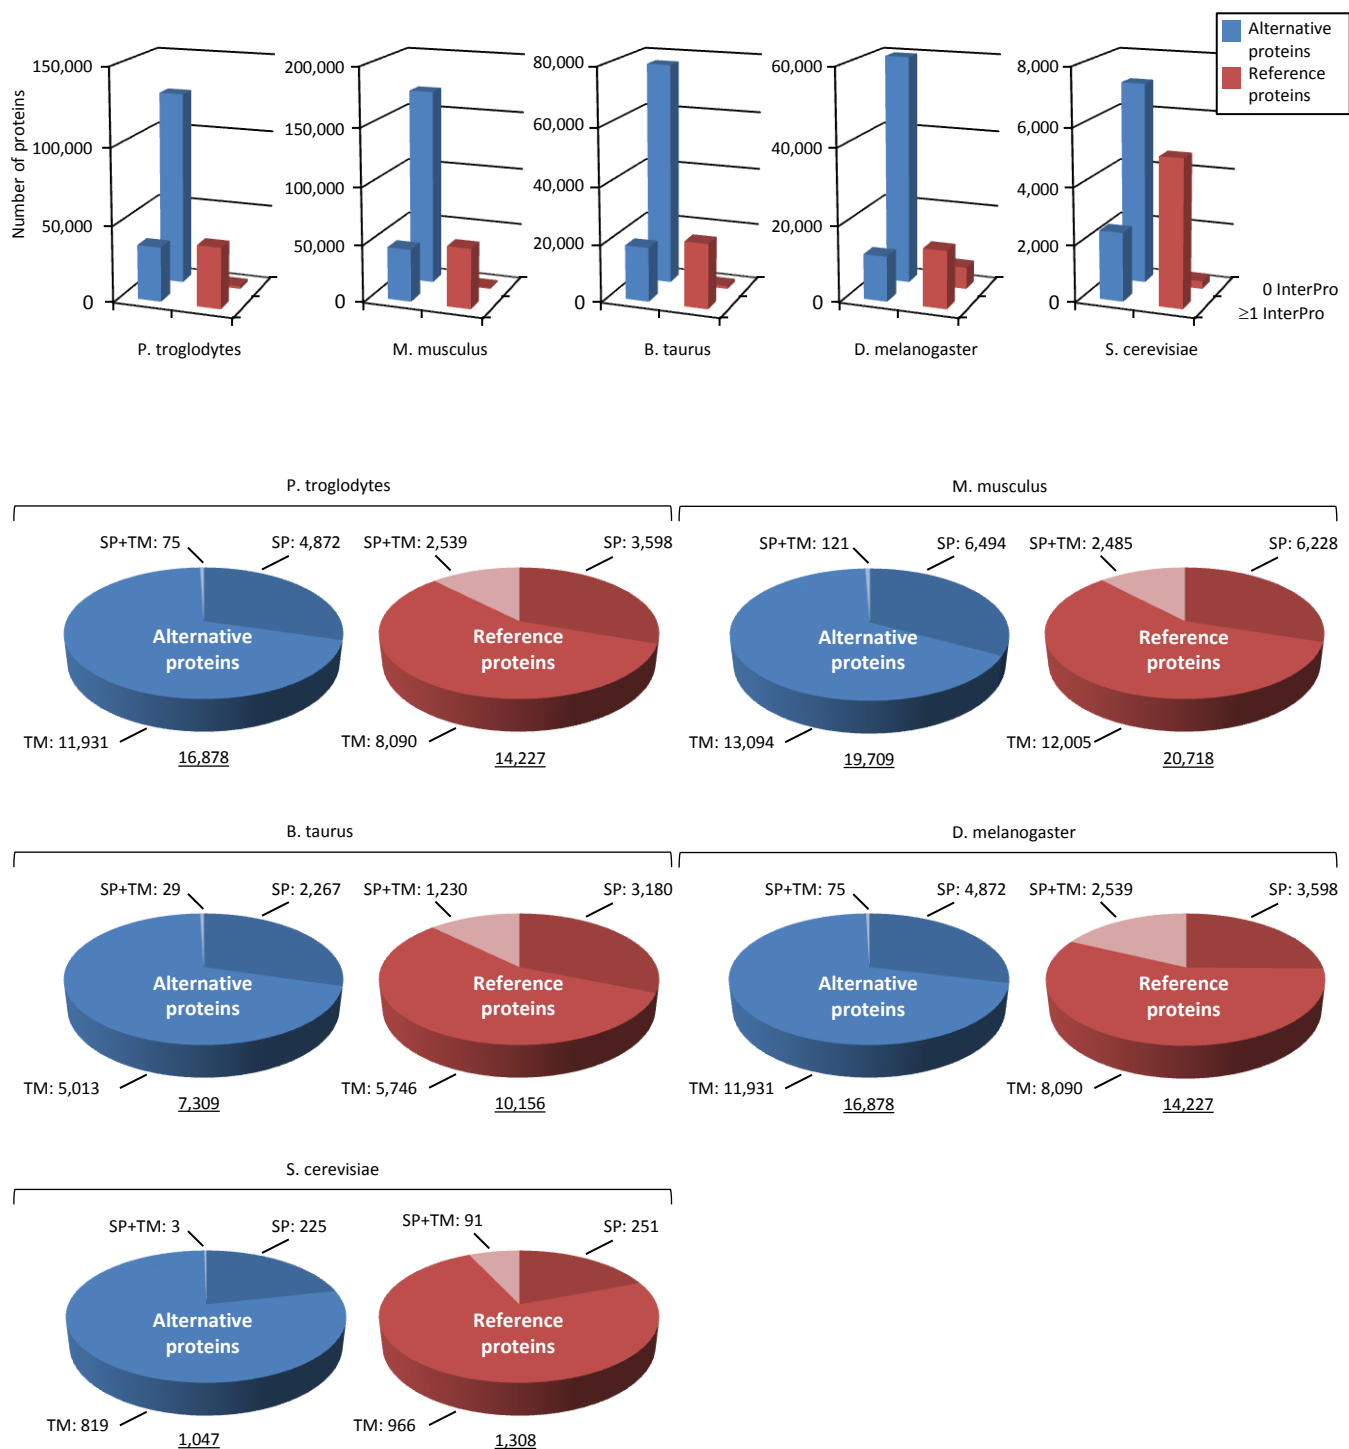 Alternative
proteins
Reference
proteins
Number of proteins
150,000
100,000
50,000
0
P. troglodytes
200,000
150,000
100,000
50,000
0
M. musculus
80,000
60,000
40,000
20,000
0
B. taurus
60,000
40,000
20,000
0
D. melanogaster
8,000
6,000
4,000
2,000
0
S. cerevisiae
0 InterPro
≥1 InterPro
P. troglodytes
SP+TM: 75
SP: 4,872
Alternative
proteins
TM: 11,931
16,878
SP+TM: 2,539
SP: 3,598
Reference
proteins
TM: 8,090
14,227
M. musculus
SP+TM: 121
SP: 6,494
Alternative
proteins
TM: 13,094
19,709
SP+TM: 2,485
SP: 6,228
Reference
proteins
TM: 12,005
20,718
B. taurus
SP+TM: 29
SP: 2,267
Alternative
proteins
TM: 5,013
7,309
SP+TM: 1,230
SP: 3,180
Reference
proteins
TM: 5,746
10,156
D. melanogaster
SP+TM: 75
SP: 4,872
Alternative
proteins
TM: 11,931
16,878
SP+TM: 2,539
SP: 3,598
Reference
proteins
TM: 8,090
14,227
S. cerevisiae
SP+TM: 3
SP: 225
Alternative
proteins
TM: 819
1,047
SP+TM: 91
SP: 251
Reference
proteins
TM: 966
1,308